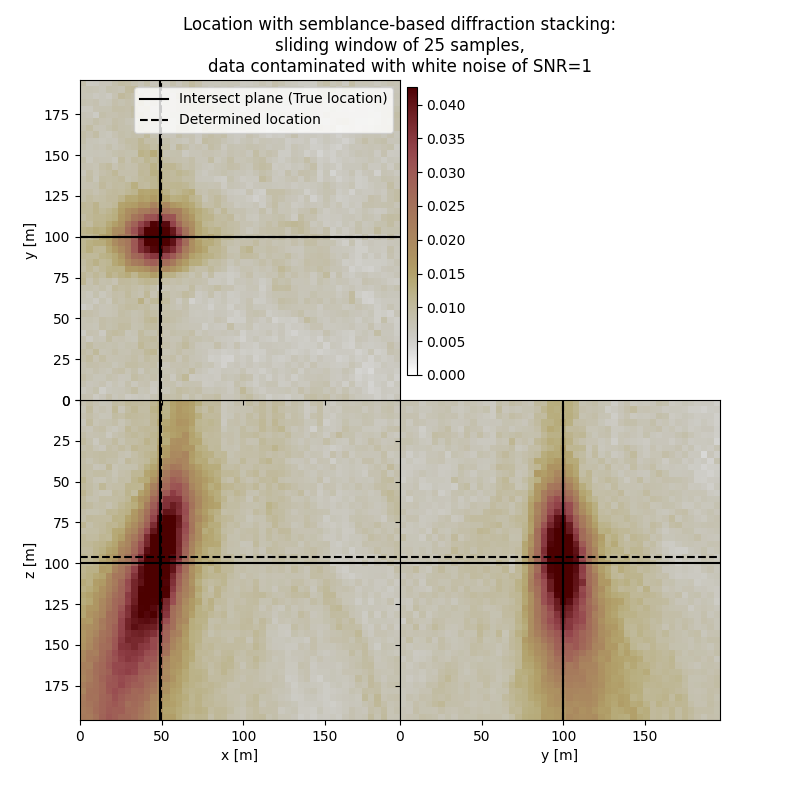 Location with semblance-based diffraction stacking:
sliding window of 25 samples,
data contaminated with white noise of SNR=1
Intersect plane (True location)
Determined location
175
150
125
100
75
50
25
0
y [m]
0.040
0.035
0.030
0.025
0.020
0.015
0.010
0.005
0.000
0
25
50
75
100
125
150
175
z [m]
0 50 100 150
x [m]
0 50 100 150
y [m]